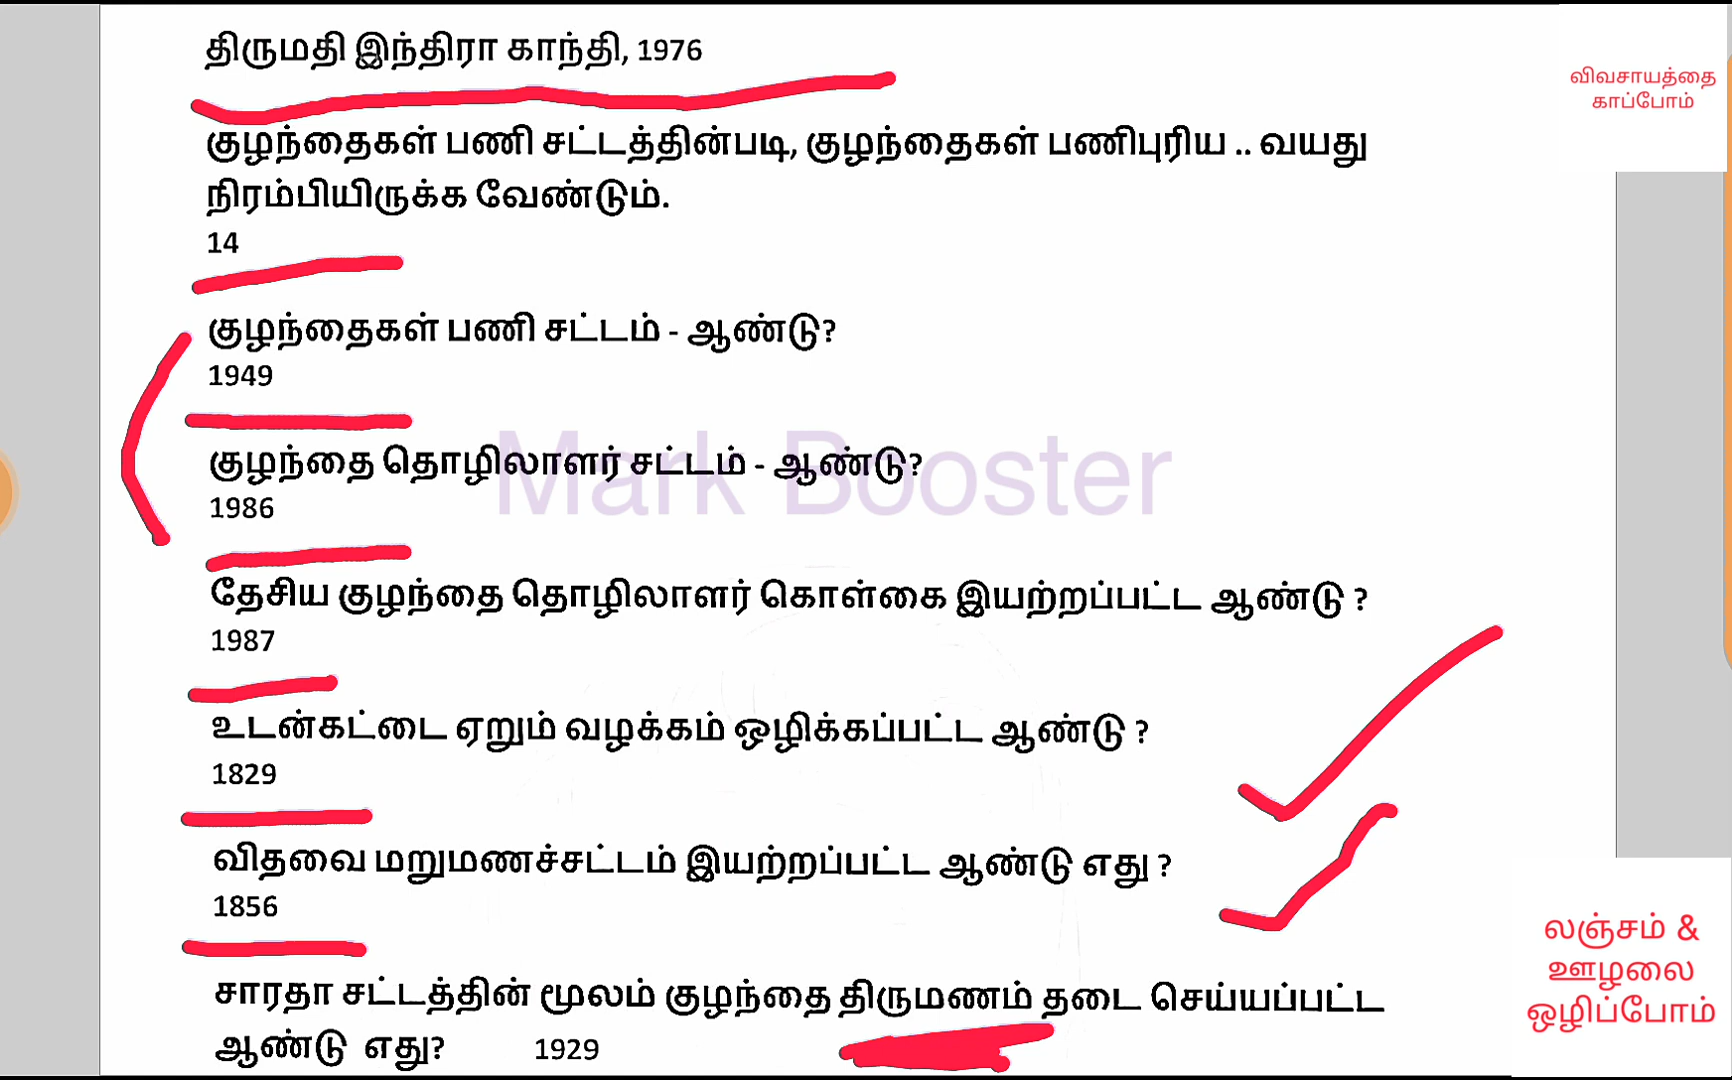 திருமதி இந்திரா காந்தி, 1976
விவசாயத்தை
காப்போம்
குழந்தைகள் பணி சட்டத்தின்படி, குழந்தைகள் பணிபுரிய .. வயது
நிரம்பியிருக்க வேண்டும்.
14
குழந்தைகள் பணி சட்டம் - ஆண்டு?
1949
Mark Booster
குழந்தை தொழிலாளர் சட்டம் - ஆண்டு?
1986
தேசிய குழந்தை தொழிலாளர் கொள்கை இயற்றப்பட்ட ஆண்டு ?
1987
உடன்கட்டை ஏறும் வழக்கம் ஒழிக்கப்பட்ட ஆண்டு ?
1829
விதவை மறுமணச்சட்டம் இயற்றப்பட்ட ஆண்டு எது ?
1856
சாரதா சட்டத்தின் மூலம் குழந்தை திருமணம் தடை செய்யப்பட்ட
ஆண்டு எது? 1929
லஞ்சம் &
ஊழலை
ஒழிப்போம்